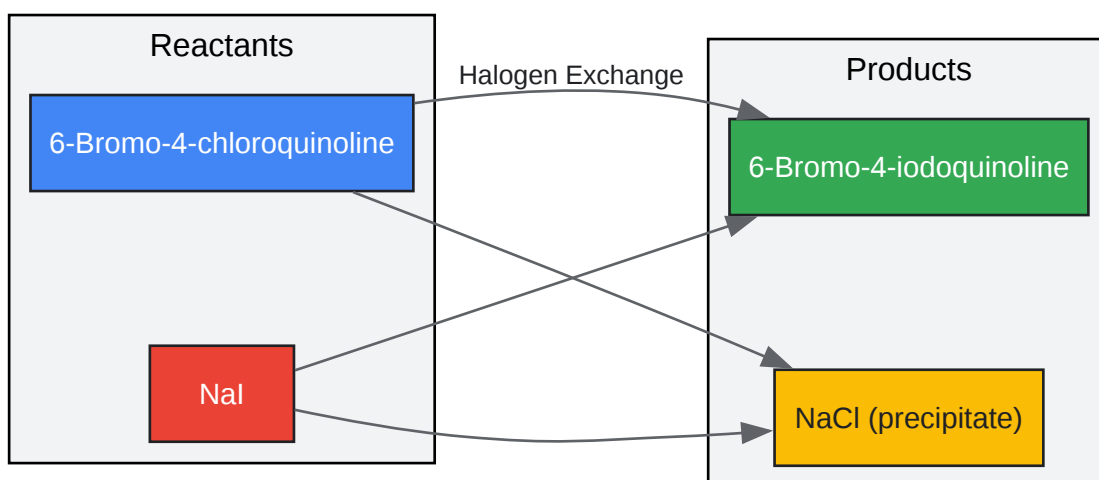 Reactants
Halogen Exchange
Products
6-Bromo-4-chloroquinoline
6-Bromo-4-iodoquinoline
NaI
NaCl (precipitate)